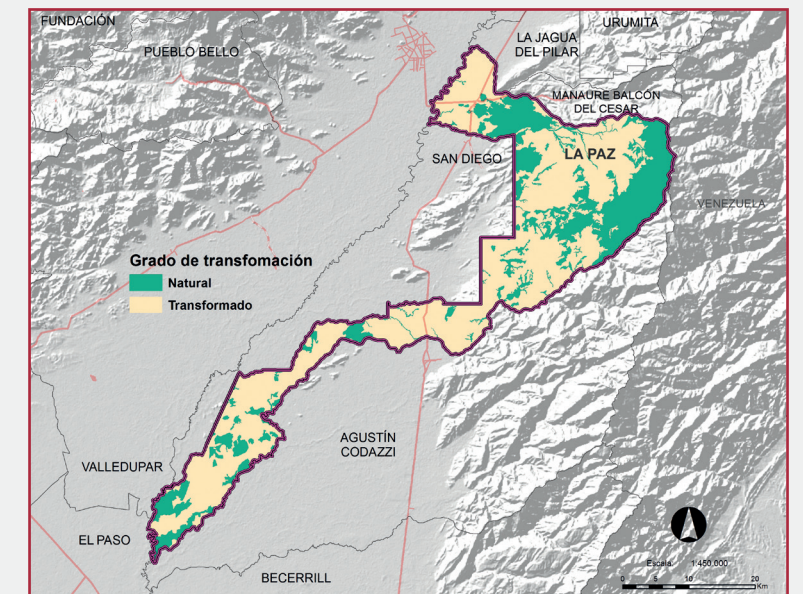 FUNDACIÓN
URUMITA
LA JAGUA
DEL PILAR
PUEBLO BELLO
MANAURE BALCÓN
DEL CESAR
SAN DIEGO
LA PAZ
VENEZUELA
Grado de transfomación
Natural
Transformado
AGUSTÍN
CODAZZI
VALLEDUPAR
EL PASO
BECERRILL
Escala: 1:450,000
0 5 10 20
Km